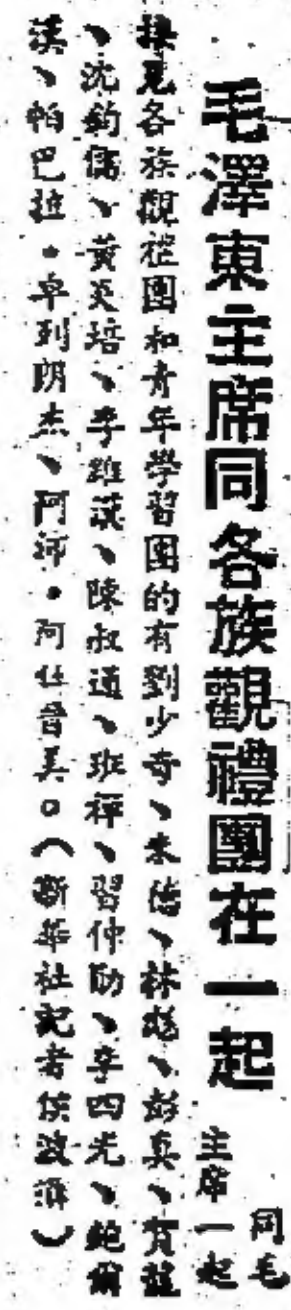 毛澤東主席同各族觀禮團在一起
同毛
主席一起
接見各族觀禮團和青年學習團的有劉少奇、朱德、林彪、彭真、賀龍
、沈鈞儒、黃炎培、李維漢、陳叔通、班禪、習仲勛、李四光、鮑爾
漢、帕巴拉·卓列朗杰、阿沛·阿旺晉美。（新華社記者侯波攝）